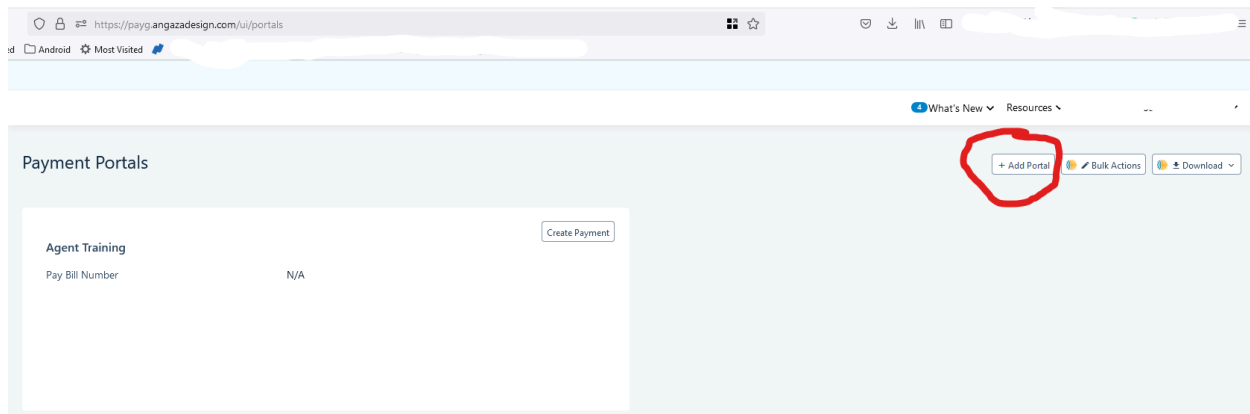 https://payg.angazadesign.com/ui/portals
ed Android Most Visited
4 What's New Resources
Payment Portals
+ Add Portal Bulk Actions Download
Create Payment
Agent Training
Pay Bill Number N/A